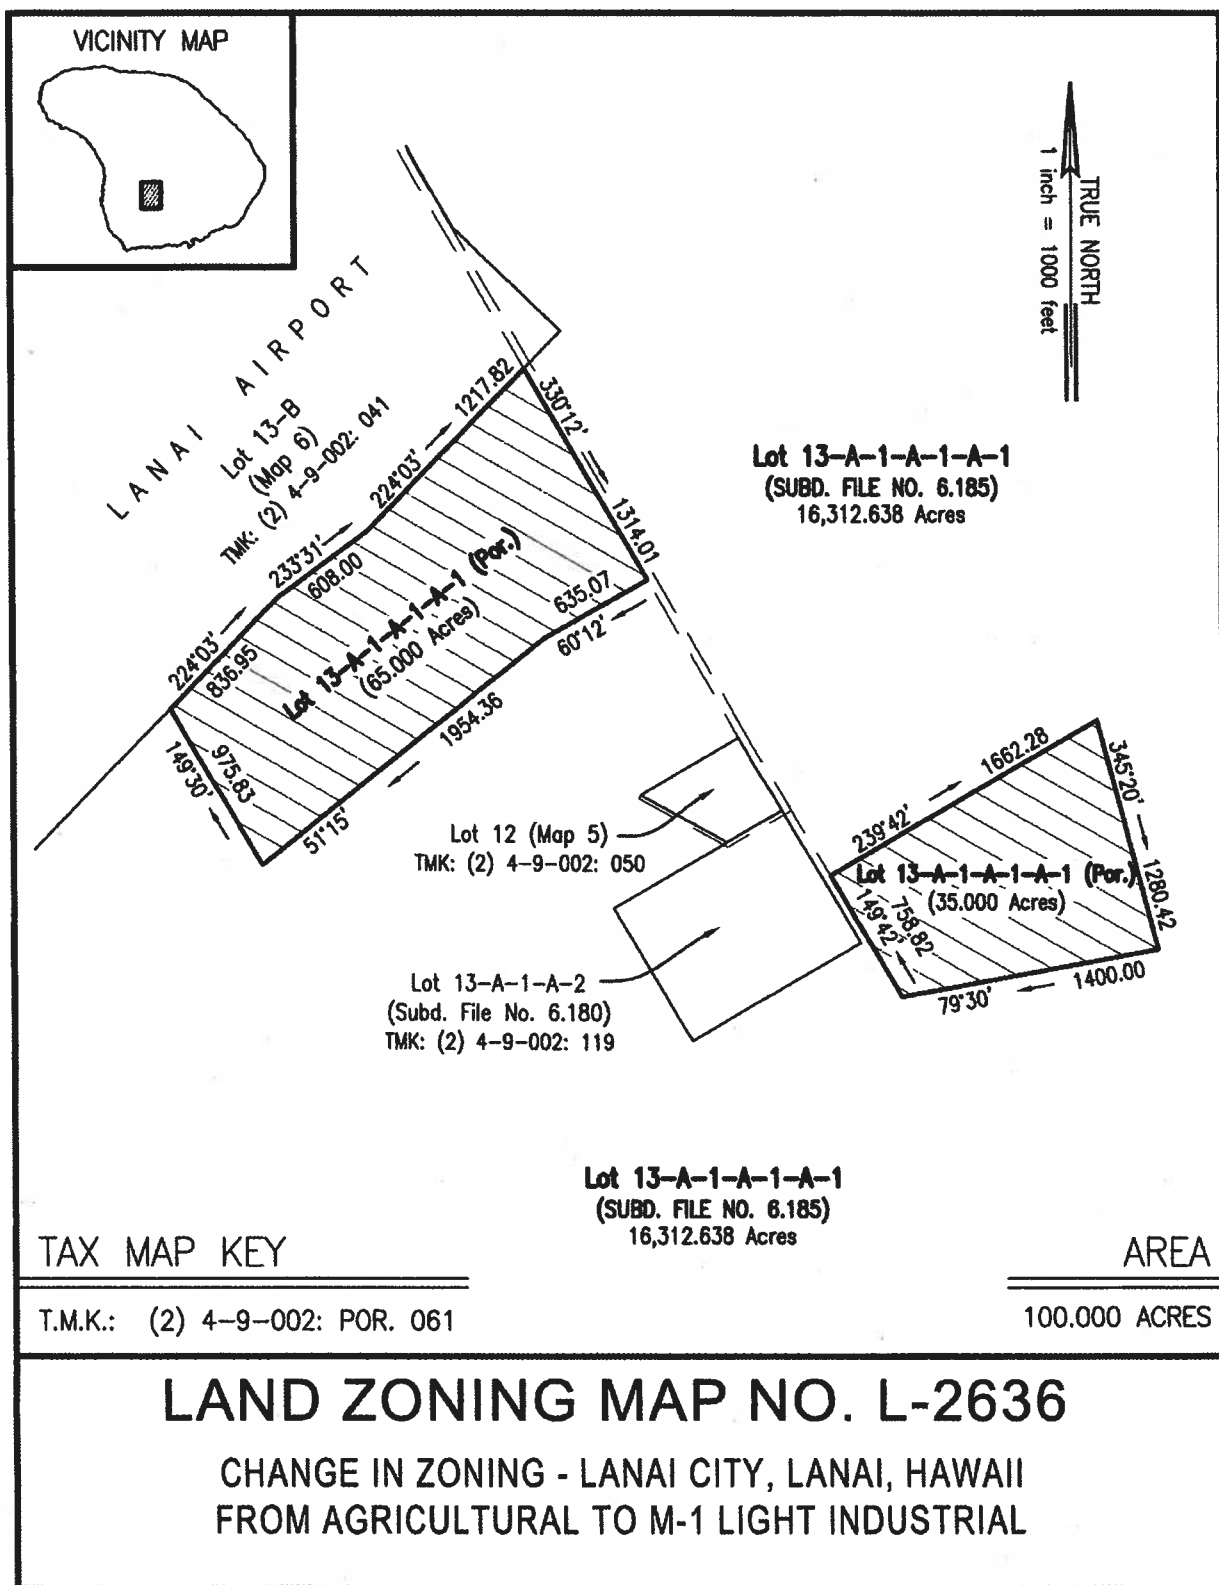 VICINITY MAP
TRUE NORTH
1 inch = 1000 feet
LANAI AIRPORT
Lot 13-B
(Map 6)
TMK: (2) 4-9-002: 041
1217.82
224°03'
330°12'
1314.01
233°31'
608.00
224°03'
836.95
Lot 13-A-1-A-1-A-1 (Por.)
(65.000 Acres)
635.07
60°12'
1954.36
51°15'
975.83
149°30'
Lot 13-A-1-A-1-A-1
(SUBD. FILE NO. 6.185)
16,312.638 Acres
Lot 12 (Map 5)
TMK: (2) 4-9-002: 050
1662.28
239°42'
345°20'
1280.42
Lot 13-A-1-A-1-A-1 (Por.)
(35.000 Acres)
758.82
149°42'
1400.00
79°30'
Lot 13-A-1-A-2
(Subd. File No. 6.180)
TMK: (2) 4-9-002: 119
Lot 13-A-1-A-1-A-1
(SUBD. FILE NO. 6.185)
16,312.638 Acres
TAX MAP KEY
AREA
T.M.K.: (2) 4-9-002: POR. 061
100.000 ACRES
LAND ZONING MAP NO. L-2636
CHANGE IN ZONING - LANAI CITY, LANAI, HAWAII
FROM AGRICULTURAL TO M-1 LIGHT INDUSTRIAL